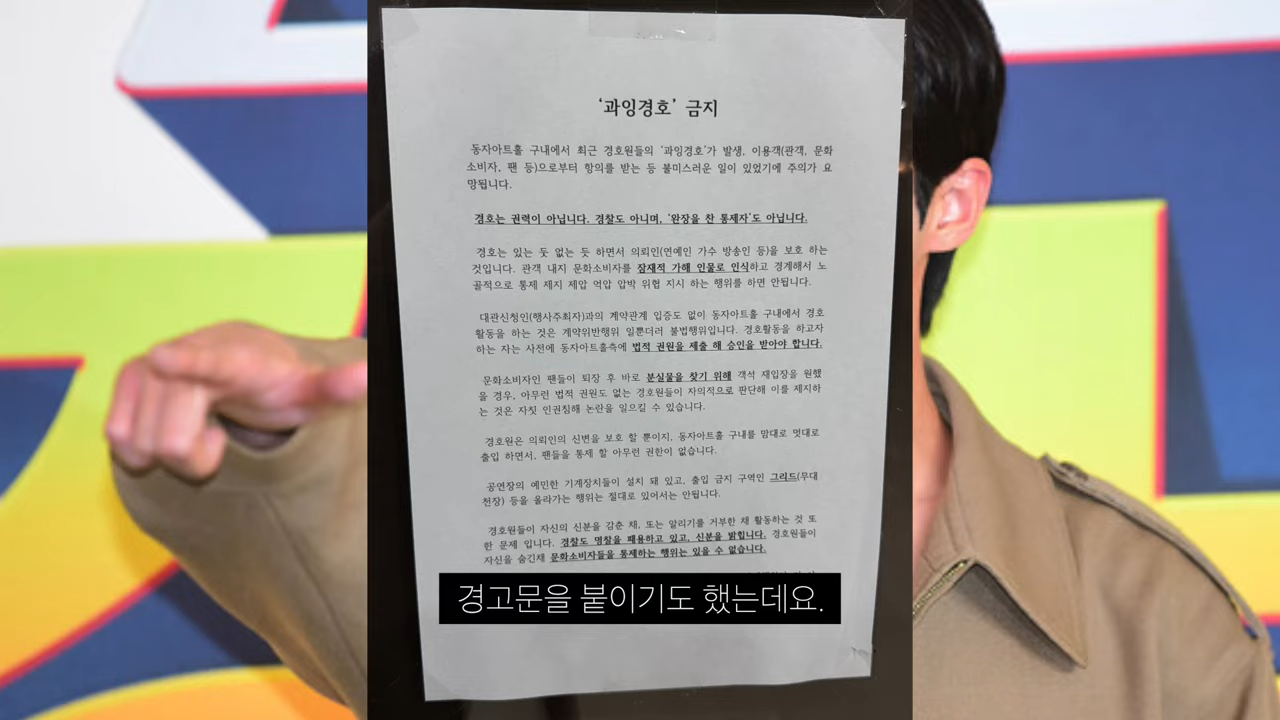 '과잉경호' 금지
동자아트홀 구내에서 최근 경호원들의 '과잉경호'가 발생, 이용객(관객, 문화
소비자, 팬 등)으로부터 항의를 받는 등 불미스러운 일이 있었기에 주의가 요
망됩니다.
경호는 권력이 아닙니다. 경찰도 아니며, '완장을 찬 통제자'도 아닙니다.
경호는 있는 듯 없는 듯 하면서 의뢰인(연예인 가수 방송인 등)을 보호 하는
것입니다. 관객 내지 문화소비자를 잠재적 가해 인물로 인식하고 경계해서 노
골적으로 통제 제지 제압 억압 압박 위협 지시 하는 행위를 하면 안됩니다.
대관신청인(행사주최자)과의 계약관계 입증도 없이 동자아트홀 구내에서 경호
활동을 하는 것은 계약위반행위 일뿐더러 불법행위입니다. 경호활동을 하고자
하는 자는 사전에 동자아트홀측에 법적 권원을 제출 해 승인을 받아야 합니다.
문화소비자인 팬들이 퇴장 후 바로 분실물을 찾기 위해 객석 재입장을 원했
을 경우, 아무런 법적 권원도 없는 경호원들이 자의적으로 판단해 이를 제지하
는 것은 자칫 인권침해 논란을 일으킬 수 있습니다.
경호원은 의뢰인의 신변을 보호 할 뿐이지, 동자아트홀 구내를 맘대로 멋대로
출입 하면서, 팬들을 통제 할 아무런 권한이 없습니다.
공연장의 예민한 기계장치들이 설치 돼 있고, 출입 금지 구역인 그리드(무대
천장) 등을 올라가는 행위는 절대로 있어서는 안됩니다.
경호원들이 자신의 신분을 감춘 채, 또는 알리기를 거부한 채 활동하는 것 또
한 문제 입니다. 경찰도 명찰을 패용하고 있고, 신분을 밝힙니다. 경호원들이
자신을 숨긴채 문화소비자들을 통제하는 행위는 있을 수 없습니다.
경고문을 붙이기도 했는데요.